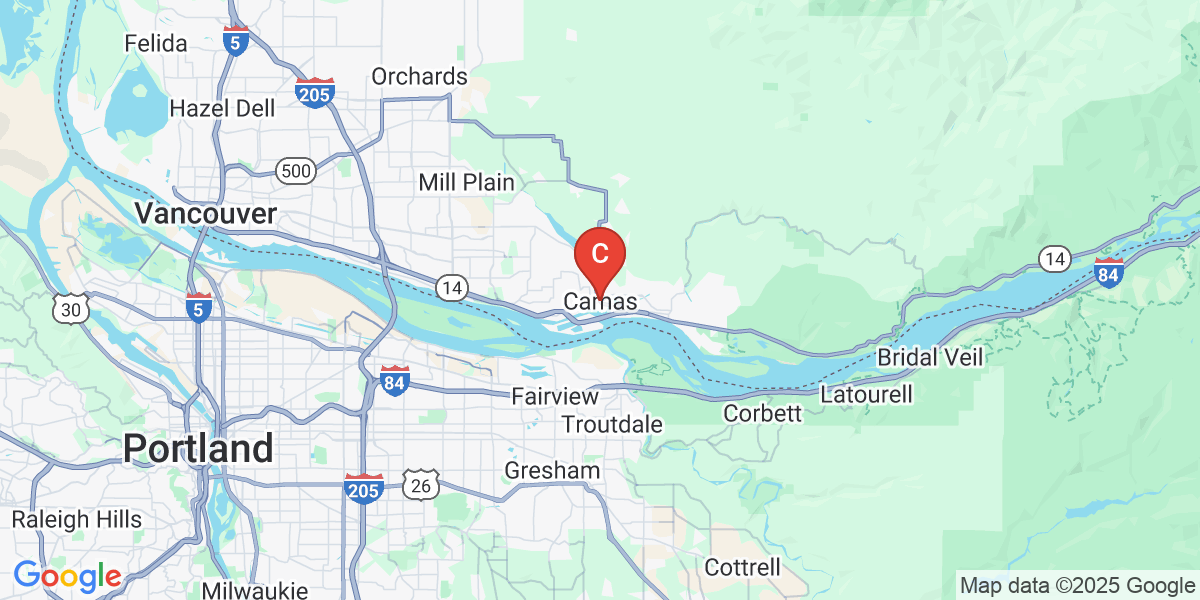 Felida
5
Orchards
205
Hazel Dell
500
Mill Plain
Vancouver
C
14
84
14
Camas
30
5
Bridal Veil
84
Fairview
Latourell
Corbett
Troutdale
Portland
Gresham
26
205
Raleigh Hills
Cottrell
Google
Milwaukie
Map data ©2025 Google